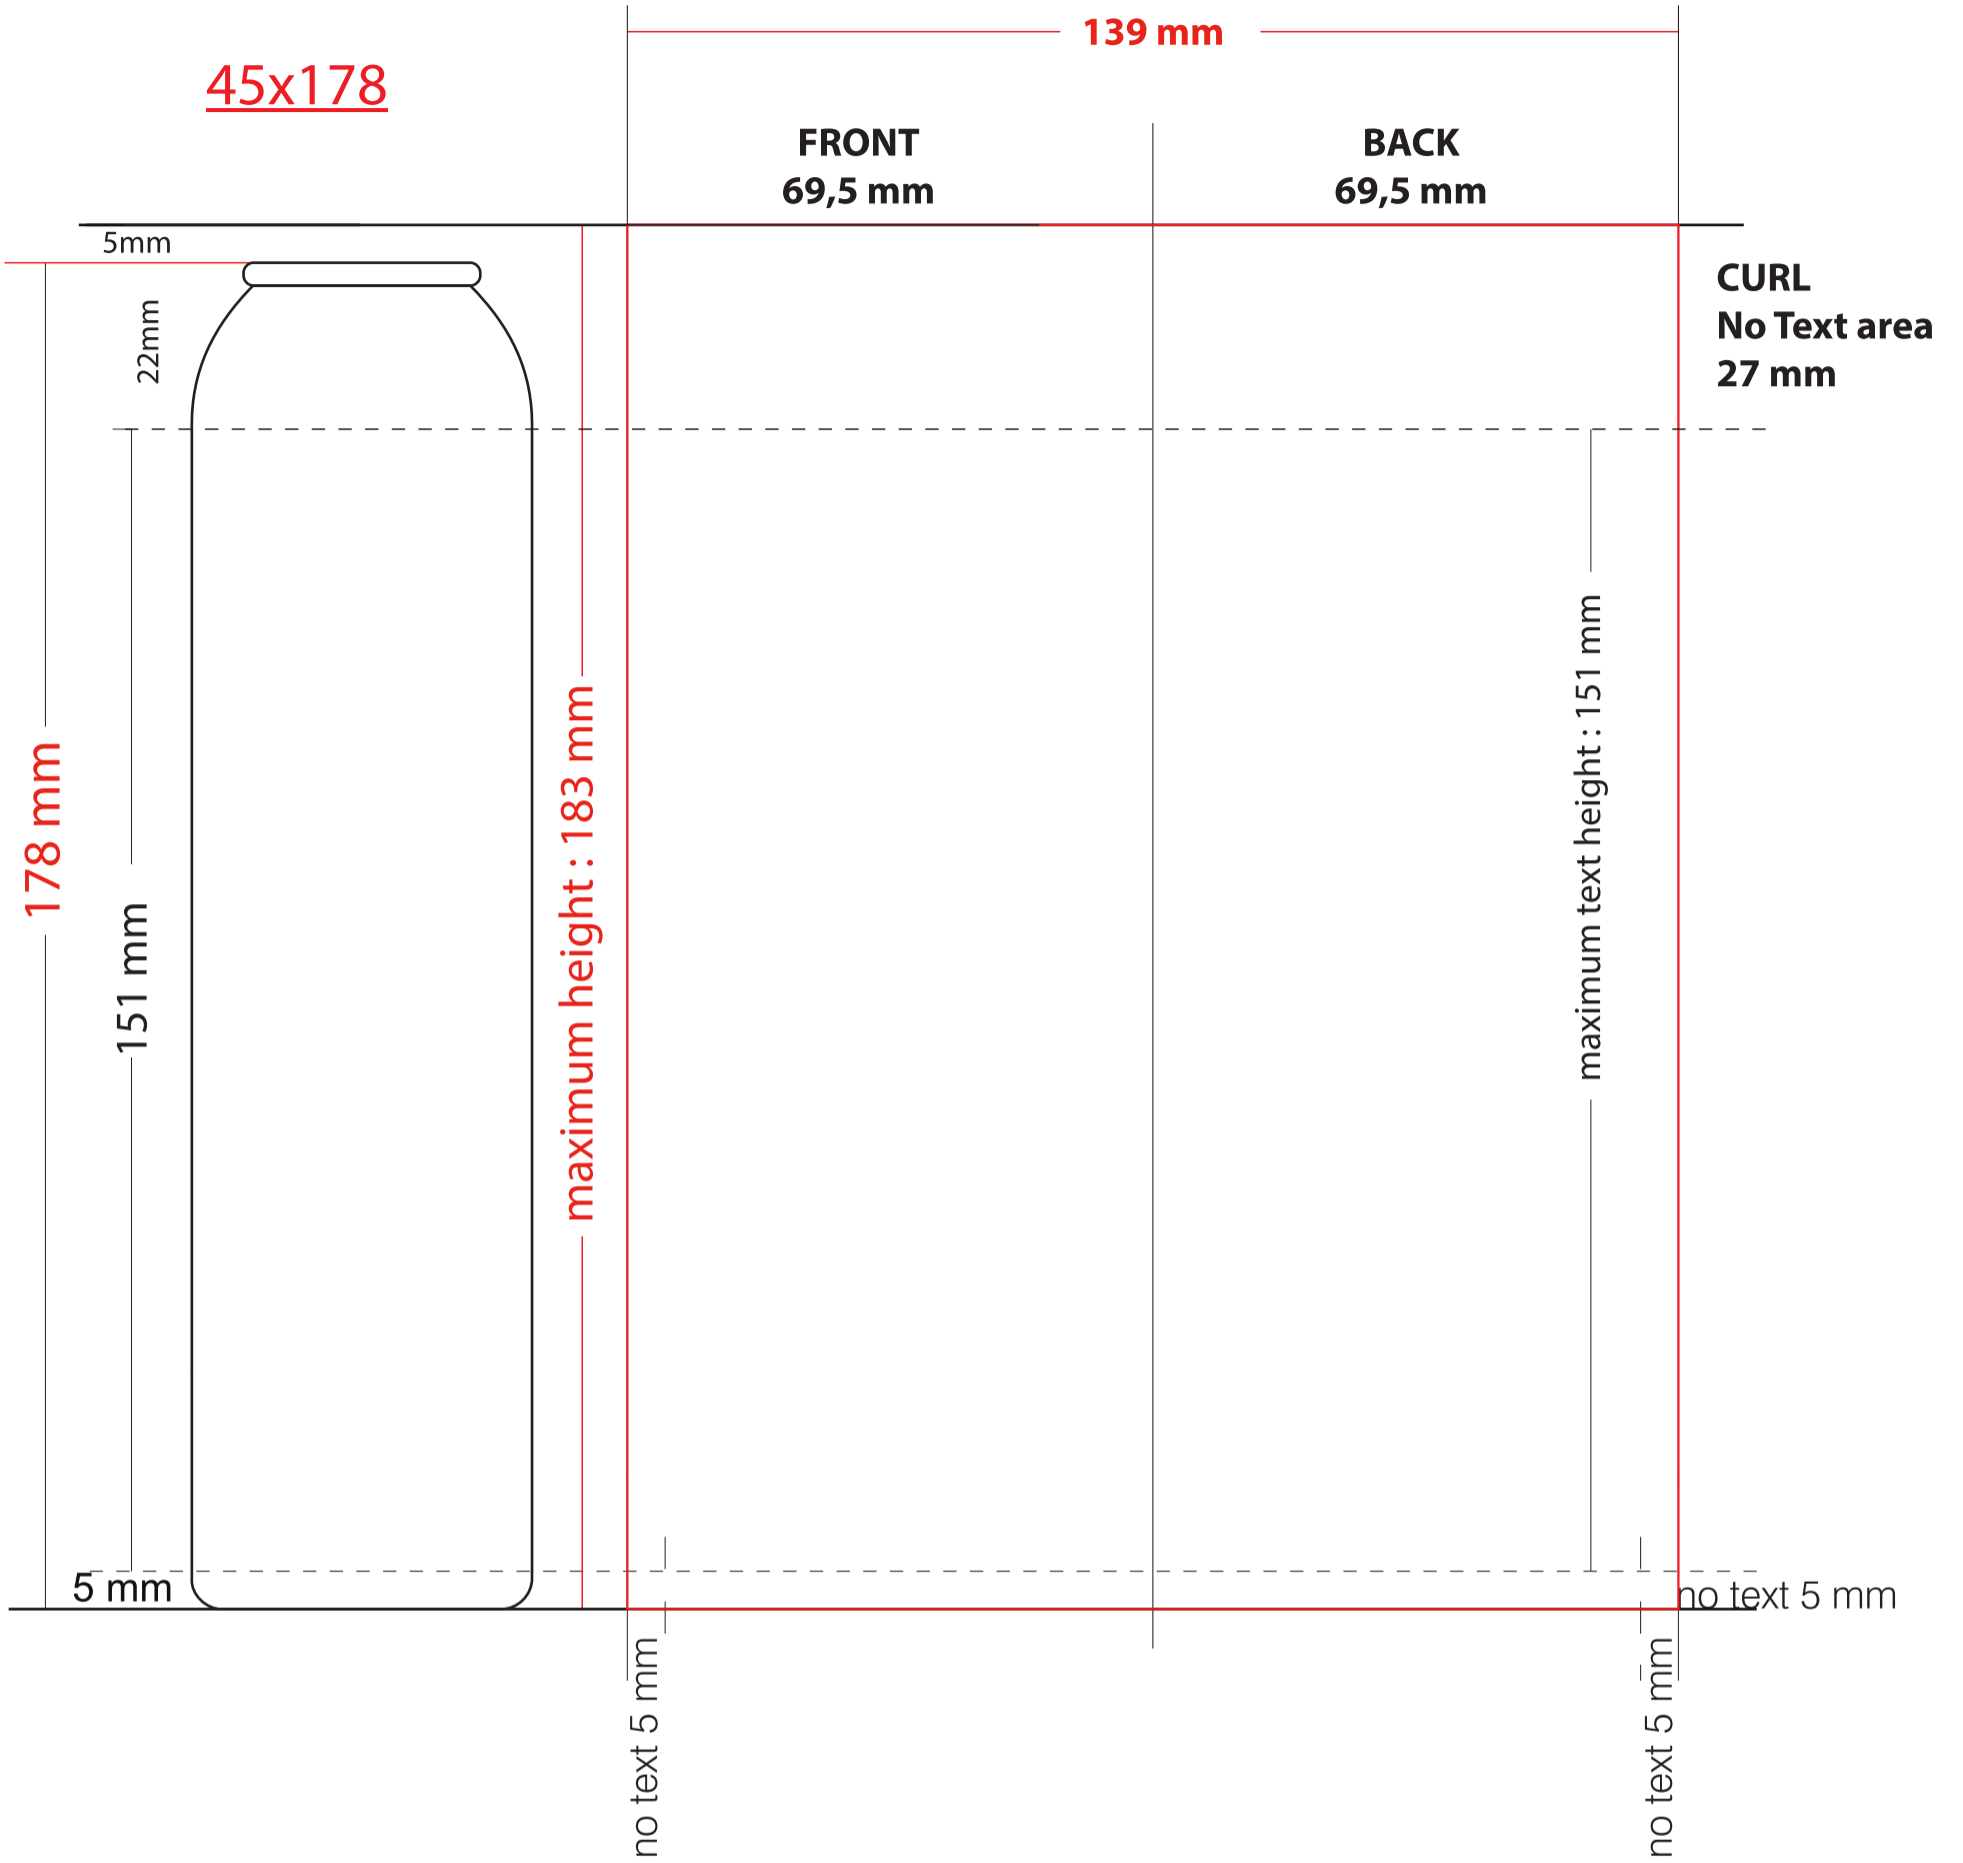 139 mm
45x178
FRONT
69,5 mm
BACK
69,5 mm
5mm
CURL
No Text area
27 mm
22mm
178 mm
151 mm
maximum height : 183 mm
maximum text height : 151 mm
5 mm
no text 5 mm
no text 5 mm
no text 5 mm